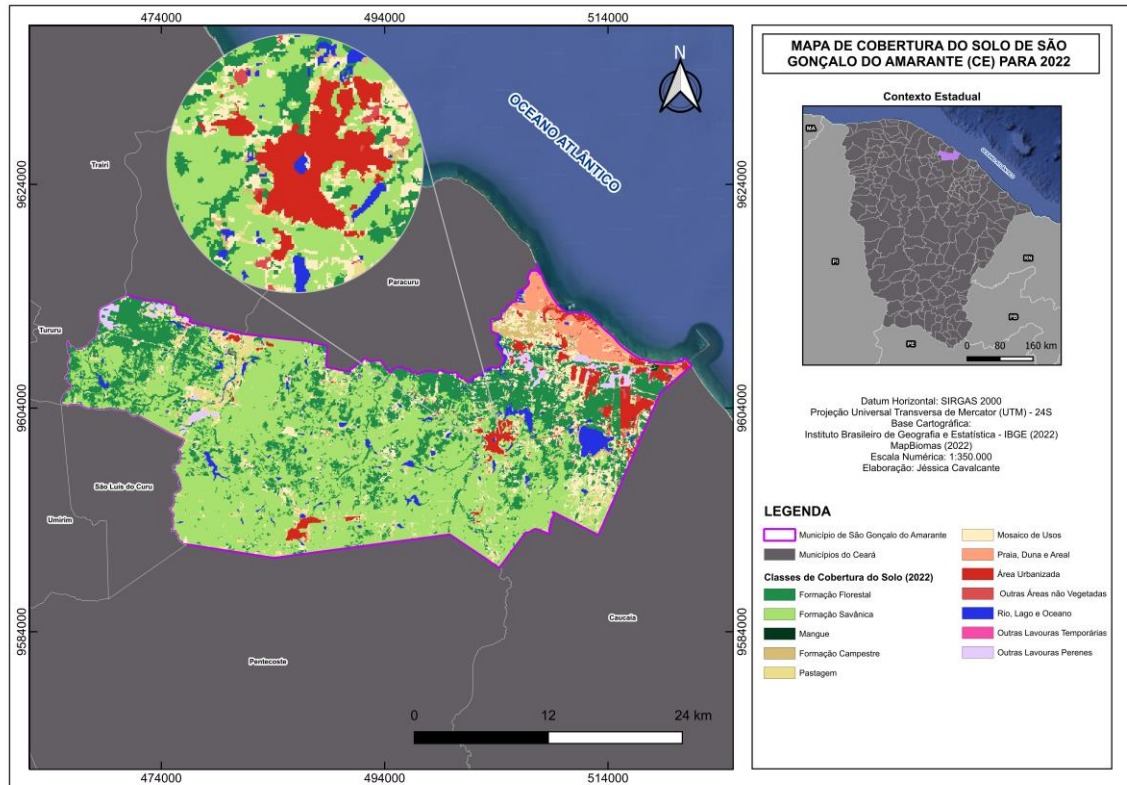 474000
494000
514000
9624000
9604000
9584000
N
OCEANO ATLÂNTICO
Trairi
Paracuru
Tururu
São Luís do Curu
Umirim
Pentecoste
Caucaia
0
12
24 km
9624000
9604000
9584000
474000
494000
514000
MAPA DE COBERTURA DO SOLO DE SÃO
GONÇALO DO AMARANTE (CE) PARA 2022
Contexto Estadual
MA
OCEANO ATLÂNTICO
PI
RN
PB
PE
0
80
160 km
Datum Horizontal: SIRGAS 2000
Projeção Universal Transversa de Mercator (UTM) - 24S
Base Cartográfica:
Instituto Brasileiro de Geografia e Estatística - IBGE (2022)
MapBiomas (2022)
Escala Numérica: 1:350.000
Elaboração: Jéssica Cavalcante
LEGENDA
Município de São Gonçalo do Amarante
Municípios do Ceará
Classes de Cobertura do Solo (2022)
Formação Florestal
Formação Savânica
Mangue
Formação Campestre
Pastagem
Mosaico de Usos
Praia, Duna e Areal
Área Urbanizada
Outras Áreas não Vegetadas
Rio, Lago e Oceano
Outras Lavouras Temporárias
Outras Lavouras Perenes